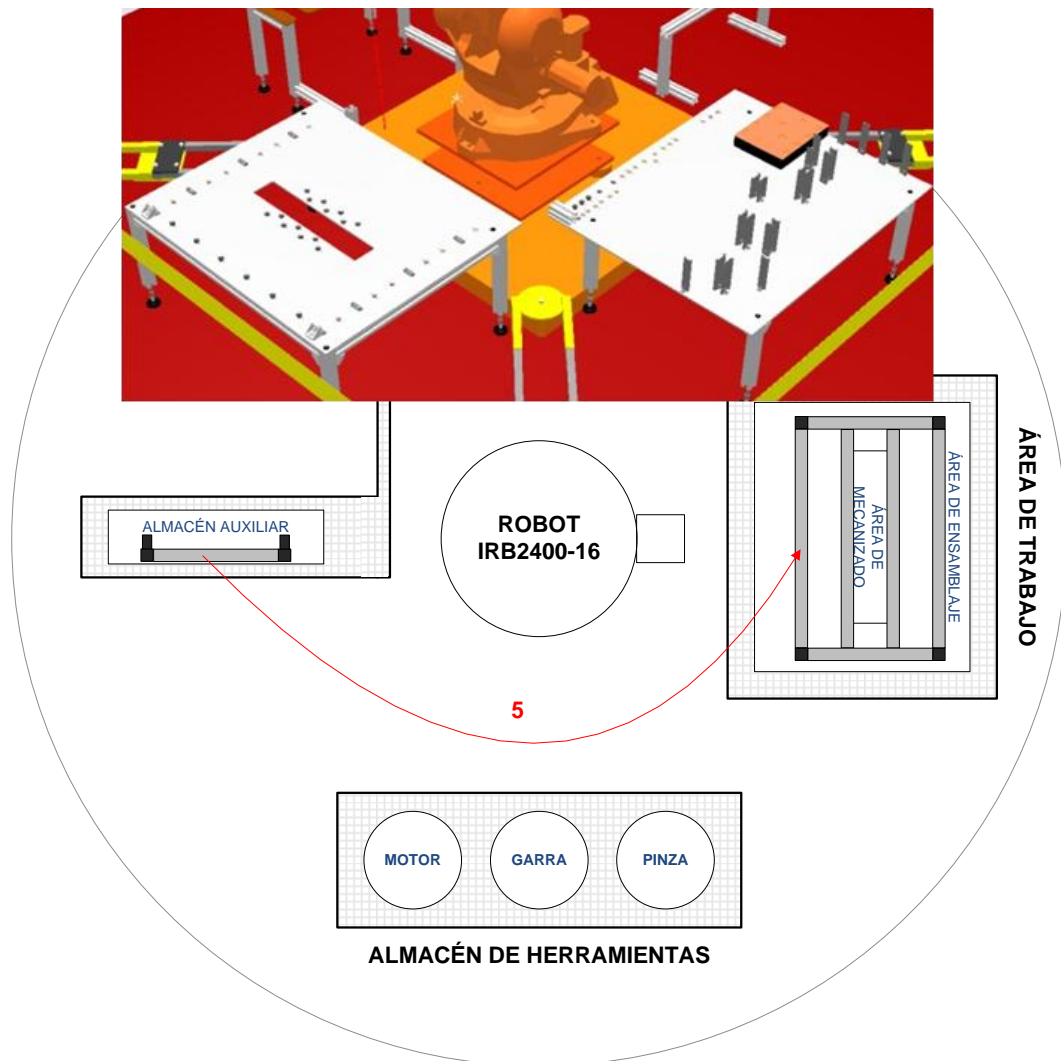 ALMACÉN AUXILIAR
ROBOT
IRB2400-16
ÁREA DE
MECANIZADO
ÁREA DE ENSAMBLAJE
ÁREA DE TRABAJO
5
MOTOR
GARRA
PINZA
ALMACÉN DE HERRAMIENTAS